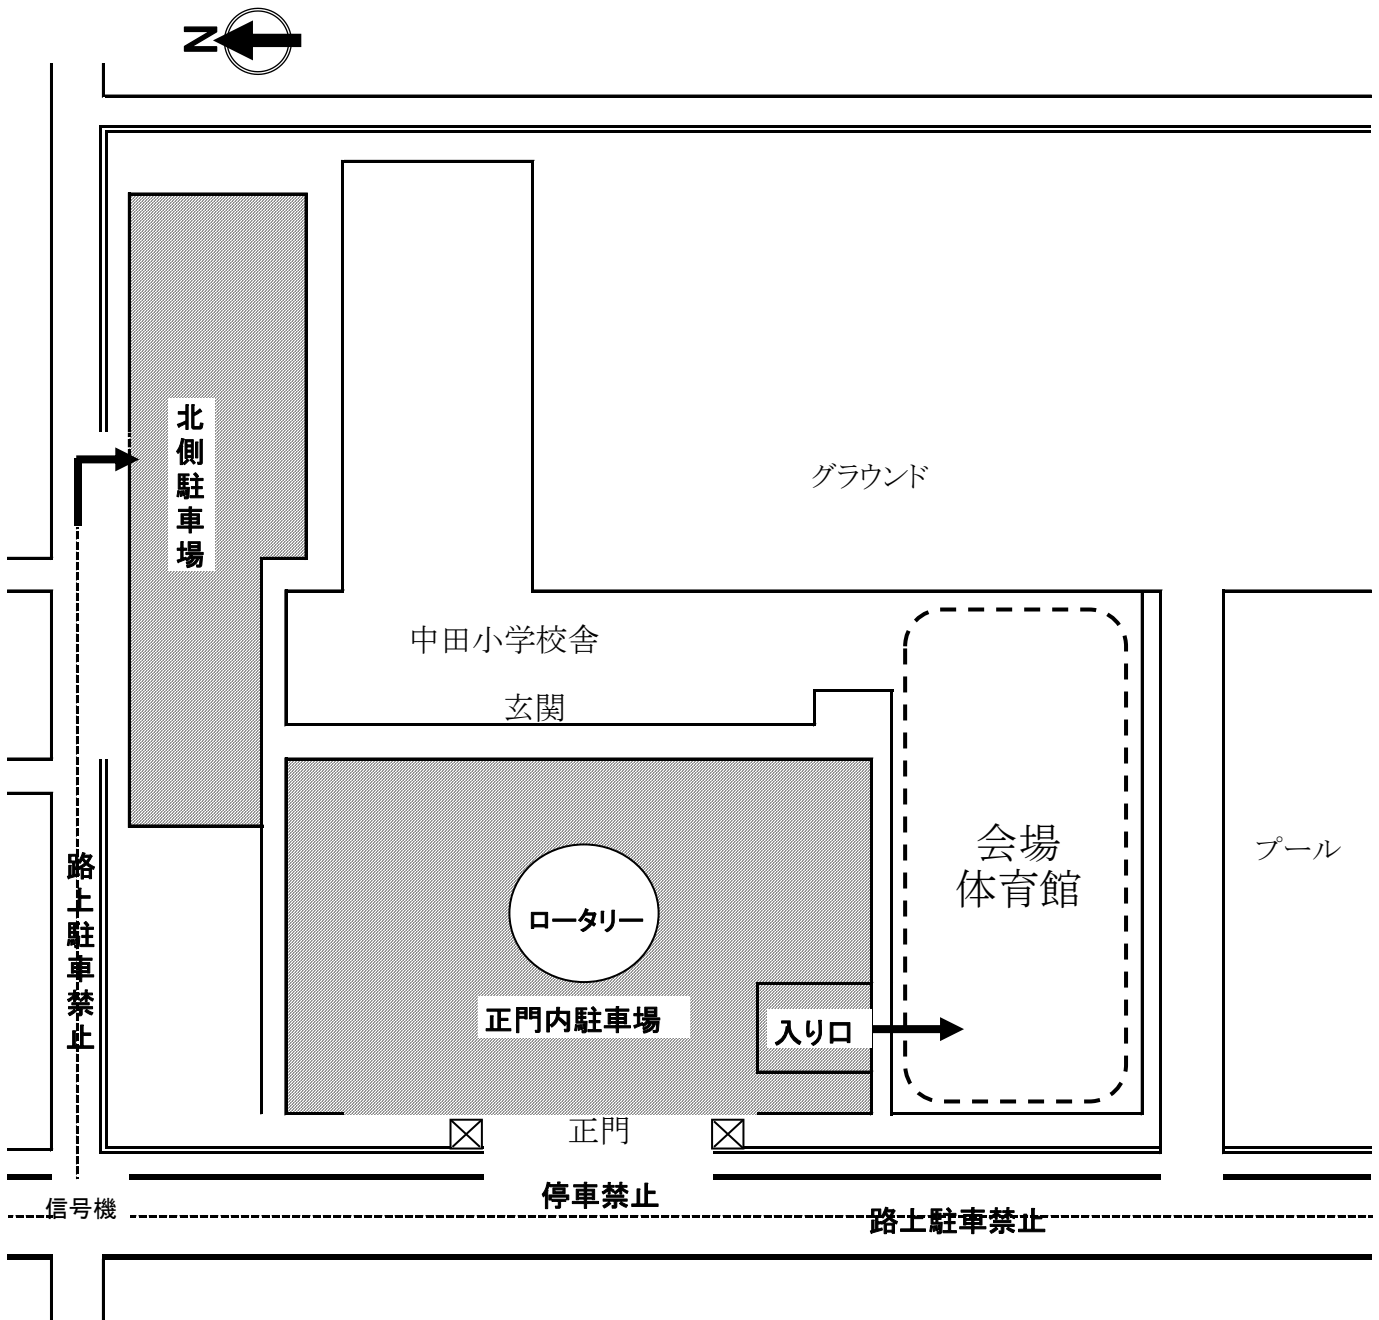 N
北側駐車場
グラウンド
中田小学校舎
玄関
会場
体育館
プール
路上駐車禁止
ロータリー
正門内駐車場
入り口
正門
停車禁止
信号機
路上駐車禁止